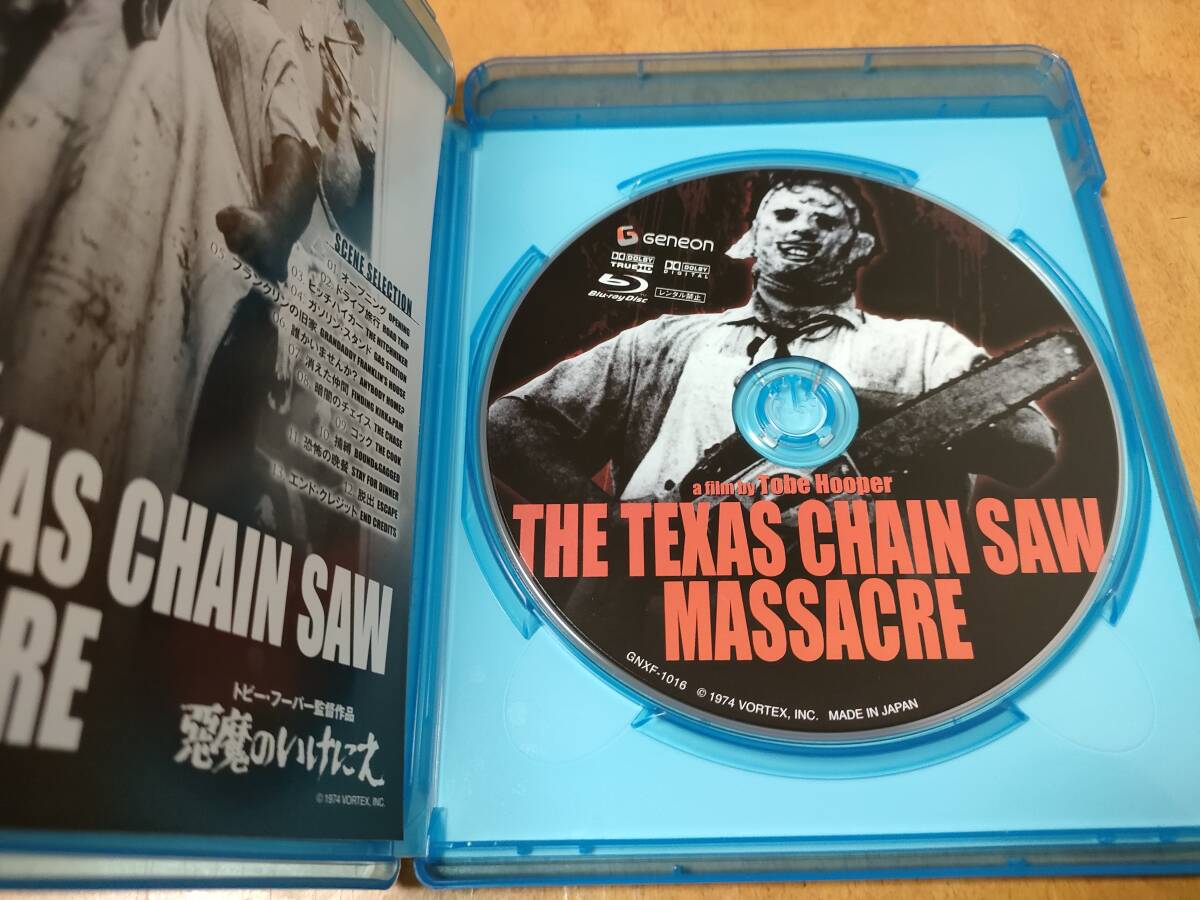 SCENE SELECTION
01. オープニング OPENING
02. ドライブ旅行 ROAD TRIP
03. ヒッチハイカー THE HITCHHIKER
04. ガソリンスタンド GAS STATION
05. フランクリンの旧家 GRANDADDY FRANKLIN'S HOUSE
06. 誰かいませんか? ANYBODY HOME?
07. 消えた仲間 FINDING KIRK&PAM
08. 暗闇のチェイス THE CHASE
09. コック THE COOK
10. 捕縛 BOUND&GAGGED
11. 恐怖の晩餐 STAY FOR DINNER
12. 脱出 ESCAPE
13. エンド・クレジット END CREDITS
AS CHAIN SAW
RE
トビー・フーパー監督作品
悪魔のいけにえ
© 1974 VORTEX, INC.
GENEON
DOLBY
TRUEHD
DOLBY
DIGITAL
Blu-ray Disc
レンタル禁止
a film by Tobe Hooper
THE TEXAS CHAIN SAW
MASSACRE
GNXF-1016 © 1974 VORTEX, INC. MADE IN JAPAN